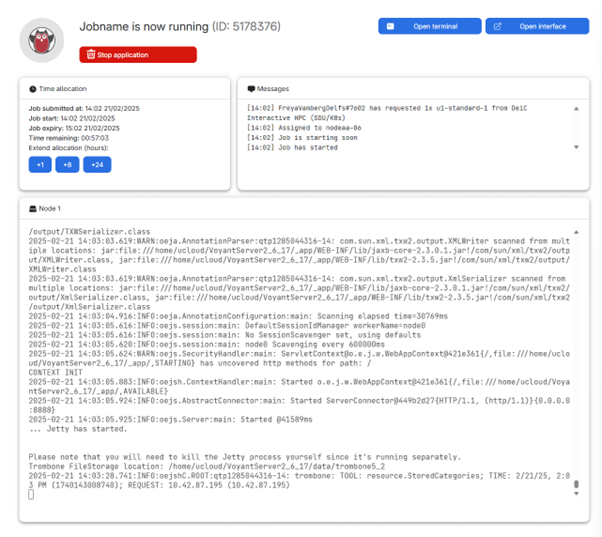 Jobname is now running (ID: 5178376)
Open terminal
Open interface
Stop application
Time allocation
Job submitted at: 14:02 21/02/2025
Job start: 14:02 21/02/2025
Job expiry: 15:02 21/02/2025
Time remaining: 00:57:03
Extend allocation (hours):
+1
+8
+24
Messages
[14:02] FreyaVambergDelfs#7602 has requested 1x u1-standard-1 from DeiC
Interactive HPC (SDU/K8s)
[14:02] Assigned to nodeaa-06
[14:02] Job is starting soon
[14:02] Job has started
Node 1
/output/TXWSerializer.class
2025-02-21 14:03:03.619:WARN:oeja.AnnotationParser:qtp1285044316-14: com.sun.xml.txw2.output.XMLWriter scanned from mult
iple locations: jar:file:///home/ucloud/VoyantServer2_6_17/_app/WEB-INF/lib/jaxb-core-2.3.0.1.jar!/com/sun/xml/txw2/outp
ut/XMLWriter.class, jar:file:///home/ucloud/VoyantServer2_6_17/_app/WEB-INF/lib/txw2-2.3.5.jar!/com/sun/xml/txw2/output/
XMLWriter.class
2025-02-21 14:03:03.619:WARN:oeja.AnnotationParser:qtp1285044316-14: com.sun.xml.txw2.output.XmlSerializer scanned from
multiple locations: jar:file:///home/ucloud/VoyantServer2_6_17/_app/WEB-INF/lib/jaxb-core-2.3.0.1.jar!/com/sun/xml/txw2/
output/XmlSerializer.class, jar:file:///home/ucloud/VoyantServer2_6_17/_app/WEB-INF/lib/txw2-2.3.5.jar!/com/sun/xml/txw2
/output/XmlSerializer.class
2025-02-21 14:03:04.916:INFO:oeja.AnnotationConfiguration:main: Scanning elapsed time=30769ms
2025-02-21 14:03:05.616:INFO:oejs.session:main: DefaultSessionIdManager workerName=node0
2025-02-21 14:03:05.616:INFO:oejs.session:main: No SessionScavenger set, using defaults
2025-02-21 14:03:05.620:INFO:oejs.session:main: node0 Scavenging every 600000ms
2025-02-21 14:03:05.624:WARN:oejs.SecurityHandler:main: ServletContext@o.e.j.w.WebAppContext@421e361{/,file:///home/uclo
ud/VoyantServer2_6_17/_app/,STARTING} has uncovered http methods for path: /
CONTEXT INIT
2025-02-21 14:03:05.883:INFO:oejsh.ContextHandler:main: Started o.e.j.w.WebAppContext@421e361{/,file:///home/ucloud/Voya
ntServer2_6_17/_app/,AVAILABLE}
2025-02-21 14:03:05.924:INFO:oejs.AbstractConnector:main: Started ServerConnector@449b2d27{HTTP/1.1, (http/1.1)}{0.0.0.0
:8888}
2025-02-21 14:03:05.925:INFO:oejs.Server:main: Started @41589ms
... Jetty has started.
Please note that you will need to kill the Jetty process yourself since it's running separately.
Trombone FileStorage location: /home/ucloud/VoyantServer2_6_17/data/trombone5_2
2025-02-21 14:03:28.741:INFO:oejshC.ROOT:qtp1285044316-14: trombone: TOOL: resource.StoredCategories; TIME: 2/21/25, 2:0
3 PM (1740143008740); REQUEST: 10.42.87.195 (10.42.87.195)